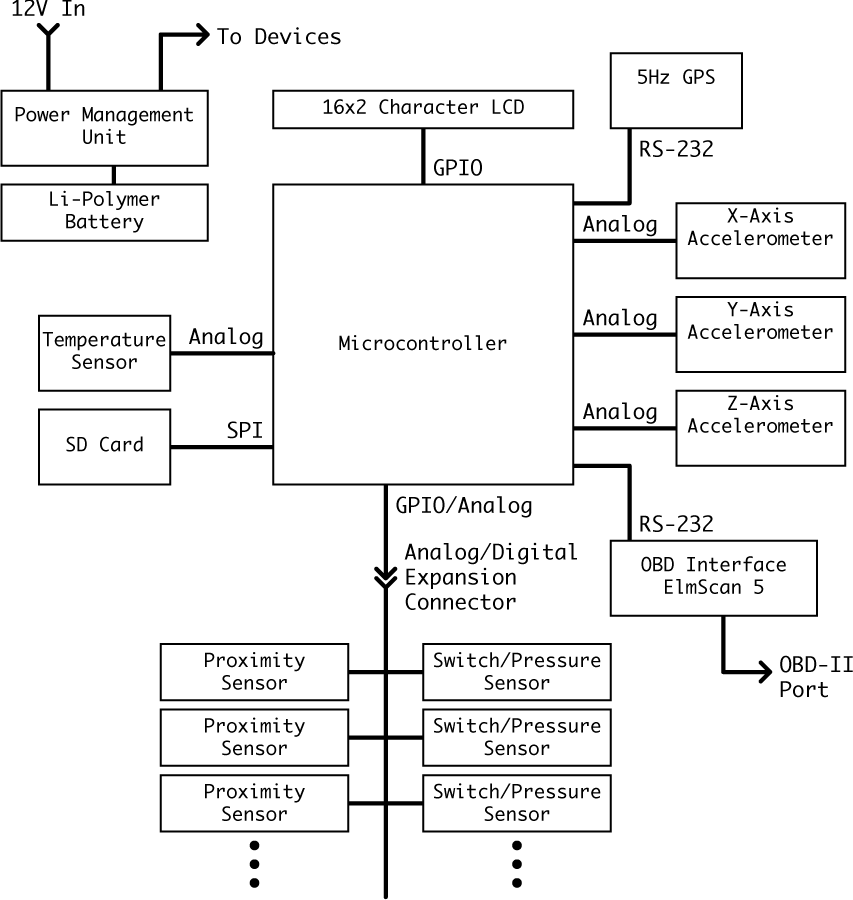 12V In
To Devices
Power Management
Unit
Li-Polymer
Battery
16x2 Character LCD
GPIO
5Hz GPS
RS-232
Analog
X-Axis
Accelerometer
Analog
Y-Axis
Accelerometer
Analog
Z-Axis
Accelerometer
Temperature
Sensor
Analog
Microcontroller
SD Card
SPI
GPIO/Analog
Analog/Digital
Expansion
Connector
RS-232
OBD Interface
ElmScan 5
OBD-II
Port
Proximity
Sensor
Switch/Pressure
Sensor
Proximity
Sensor
Switch/Pressure
Sensor
Proximity
Sensor
Switch/Pressure
Sensor